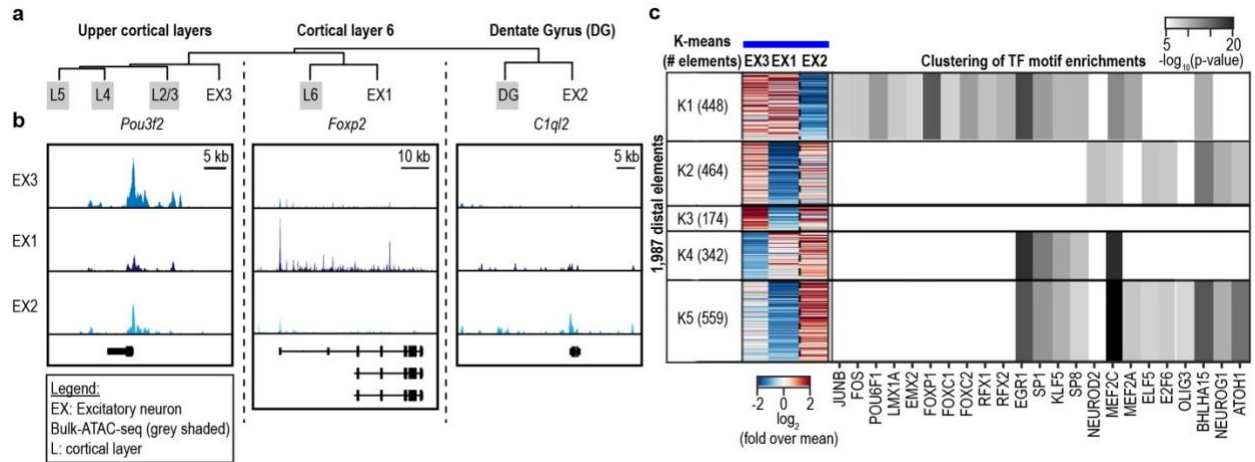 a
Upper cortical layers Cortical layer 6 Dentate Gyrus (DG)
L5 L4 L2/3 EX3 L6 EX1 DG EX2
b
Pou3f2 Foxp2 C1ql2
5 kb 10 kb 5 kb
EX3
EX1
EX2
Legend:
EX: Excitatory neuron
Bulk-ATAC-seq (grey shaded)
L: cortical layer
c
5 20
-log10(p-value)
K-means
(# elements) EX3 EX1 EX2 Clustering of TF motif enrichments
1,987 distal elements
K1 (448)
K2 (464)
K3 (174)
K4 (342)
K5 (559)
-2 0 2
log2
(fold over mean)
JUNB
FOS
POU6F1
LMX1A
EMX2
FOXP1
FOXC1
FOXC2
RFX1
RFX2
EGR1
SP1
KLF5
SP8
NEUROD2
MEF2C
MEF2A
ELF5
E2F6
OLIG3
BHLHA15
NEUROG1
ATOH1